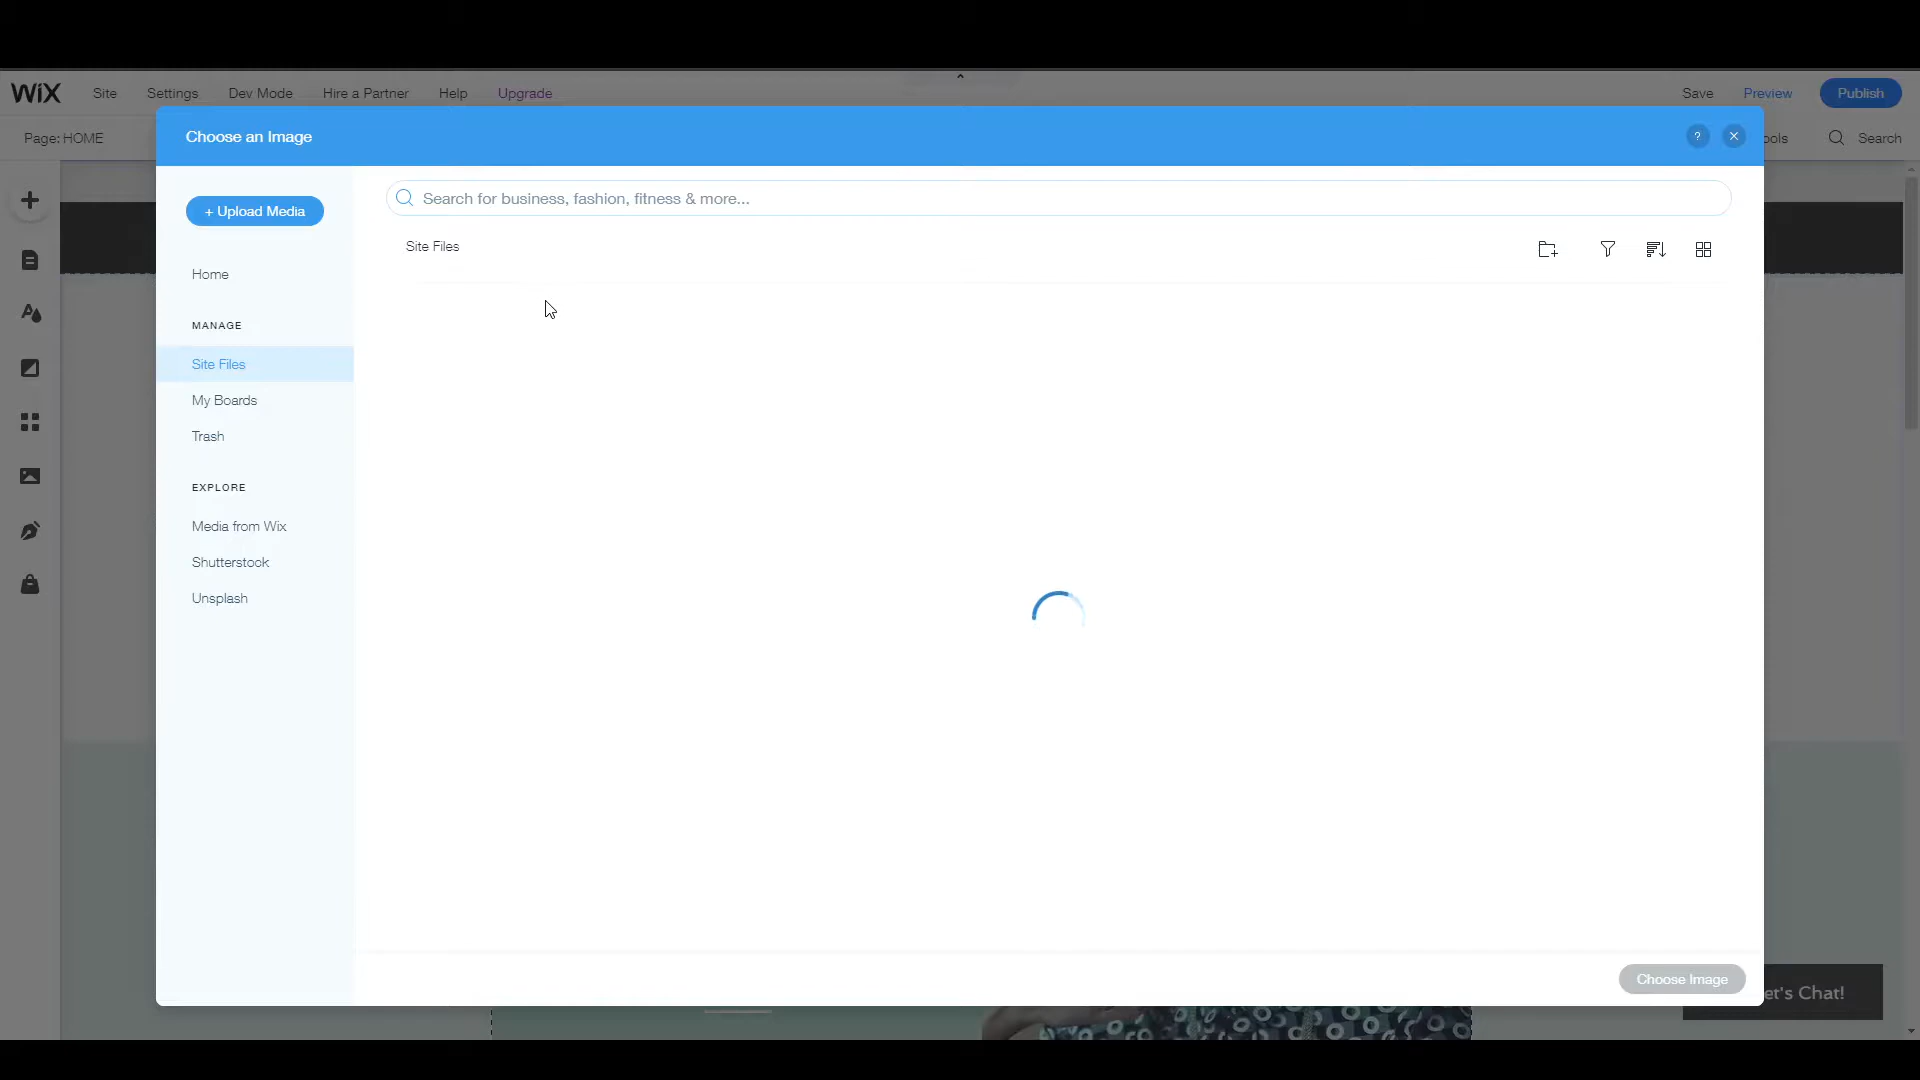 WiX Site Settings Dev Mode Hire a Partner Help Upgrade Save Preview Publish
Page: HOME Search
Choose an Image ?
+ Upload Media
Search for business, fashion, fitness & more...
Site Files
Home
MANAGE
Site Files
My Boards
Trash
EXPLORE
Media from Wix
Shutterstock
Unsplash
Choose Image
et's Chat!